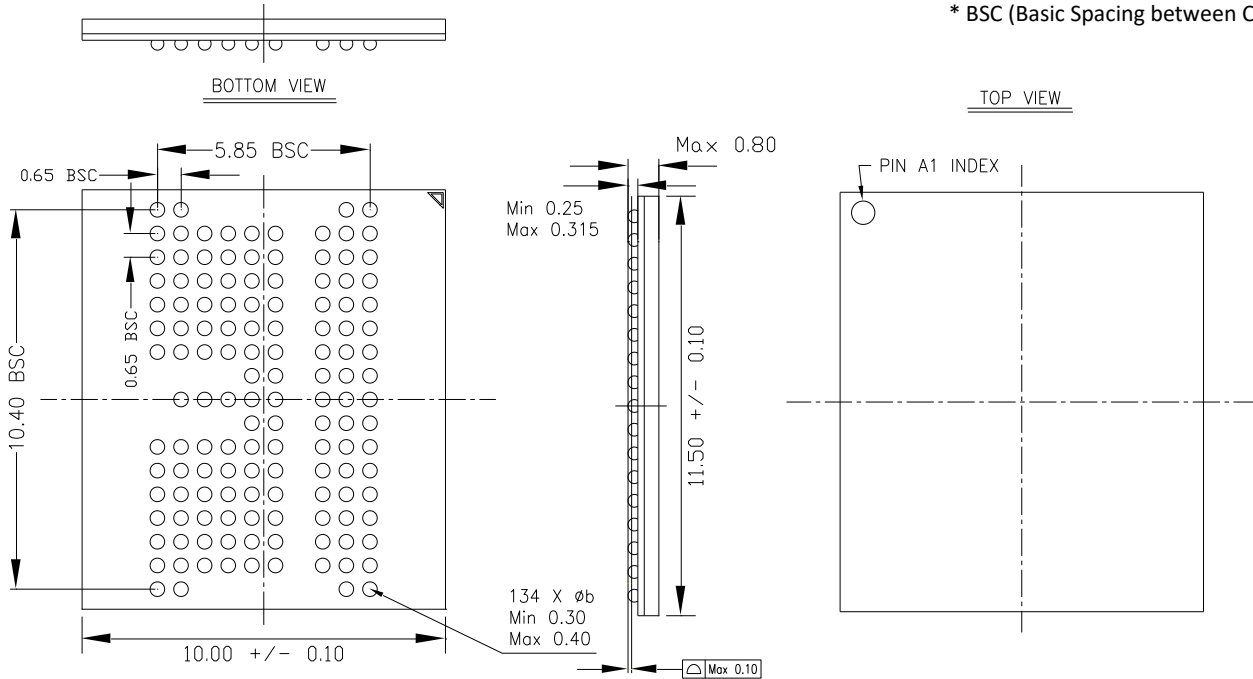 * BSC (Basic Spacing between C
BOTTOM VIEW
TOP VIEW
5.85 BSC
Max 0.80
0.65 BSC
PIN A1 INDEX
Min 0.25
Max 0.315
0.65 BSC
10.40 BSC
11.50 +/- 0.10
134 X øb
Min 0.30
Max 0.40
10.00 +/- 0.10
Max 0.10